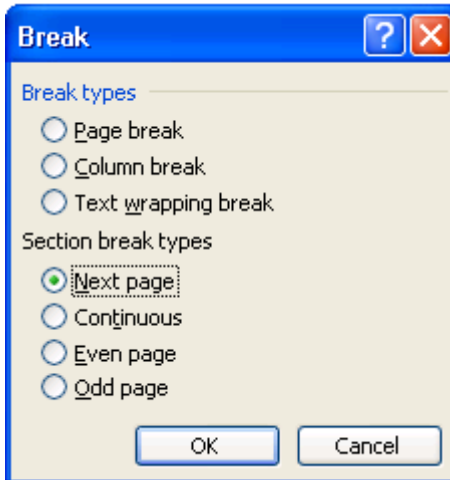 Break
Break types
Page break
Column break
Text wrapping break
Section break types
Next page
Continuous
Even page
Odd page
OK Cancel